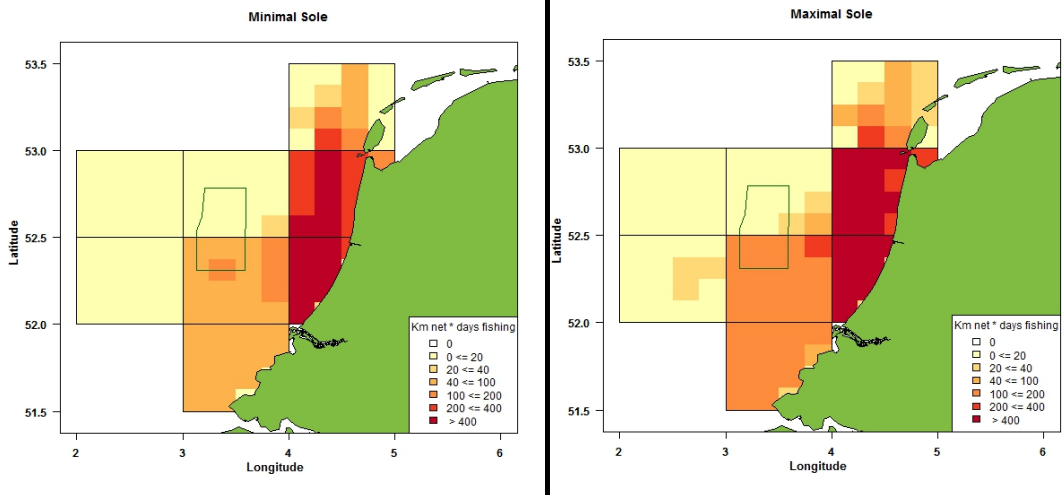 Minimal Sole
53.5
53.0
52.5
52.0
51.5
Latitude
2 3 4 5 6
Longitude
Km net * days fishing
0
0 <= 20
20 <= 40
40 <= 100
100 <= 200
200 <= 400
> 400
Maximal Sole
53.5
53.0
52.5
52.0
51.5
Latitude
2 3 4 5 6
Longitude
Km net * days fishing
0
0 <= 20
20 <= 40
40 <= 100
100 <= 200
200 <= 400
> 400